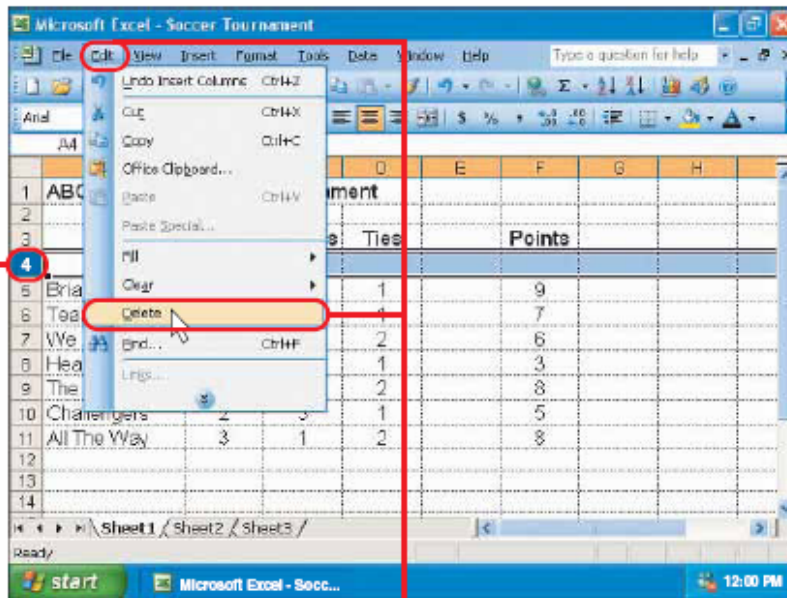 Microsoft Excel - Soccer Tournament
File Edit View Insert Format Tools Data Window Help Type a question for help
Undo Insert Columns Ctrl+Z
Arial
Cut Ctrl+X
$ % ,
A4
Copy Ctrl+C
Office Clipboard...
D E F G H
1 ABC ment
Paste Ctrl+V
2
Paste Special...
3 s Ties Points
Fill
4
Clear
5 Bria 1 9
Delete
6 Tea 1 7
7 We 2 6
Find... Ctrl+F
8 Hea 1 3
Links...
9 The 2 8
10 Challengers 2 3 1 5
11 All The Way 3 1 2 8
12
13
14
Sheet1 / Sheet2 / Sheet3 /
Ready
start Microsoft Excel - Socc... 12:00 PM